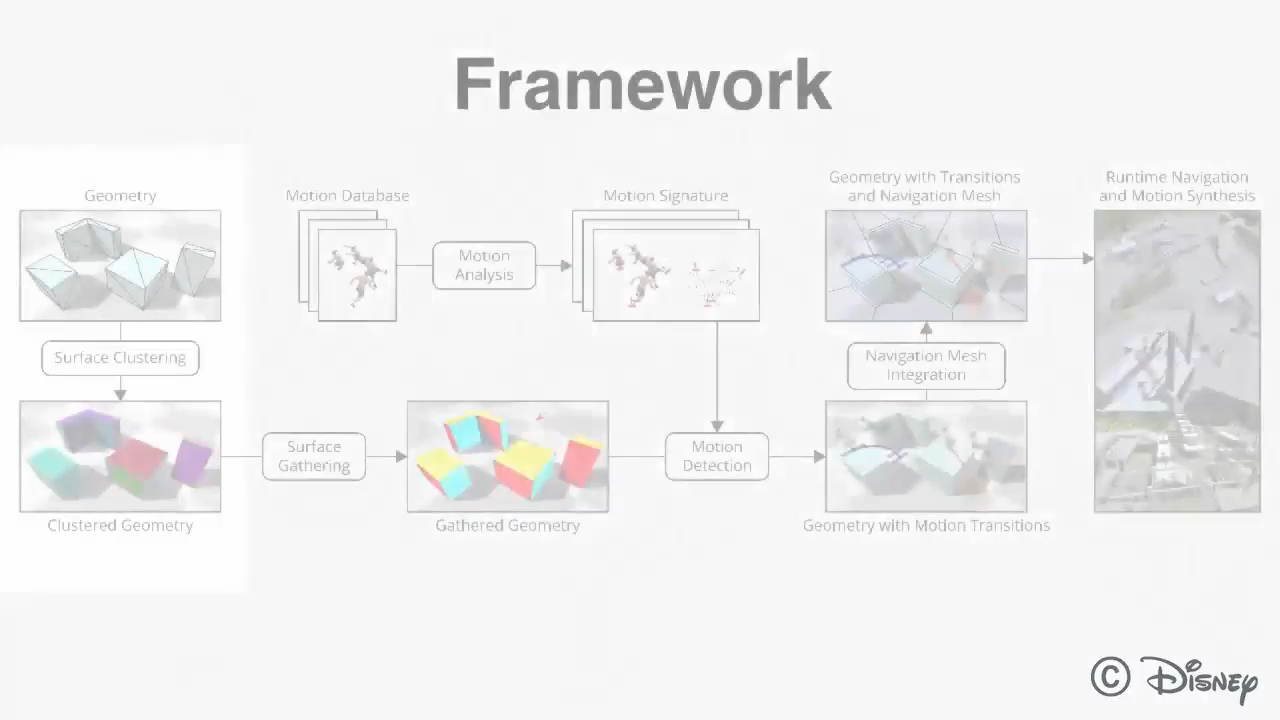 Framework
Geometry
Motion Database
Motion Signature
Geometry with Transitions
and Navigation Mesh
Runtime Navigation
and Motion Synthesis
Motion
Analysis
Surface Clustering
Navigation Mesh
Integration
Surface
Gathering
Motion
Detection
Clustered Geometry
Gathered Geometry
Geometry with Motion Transitions
© Disney